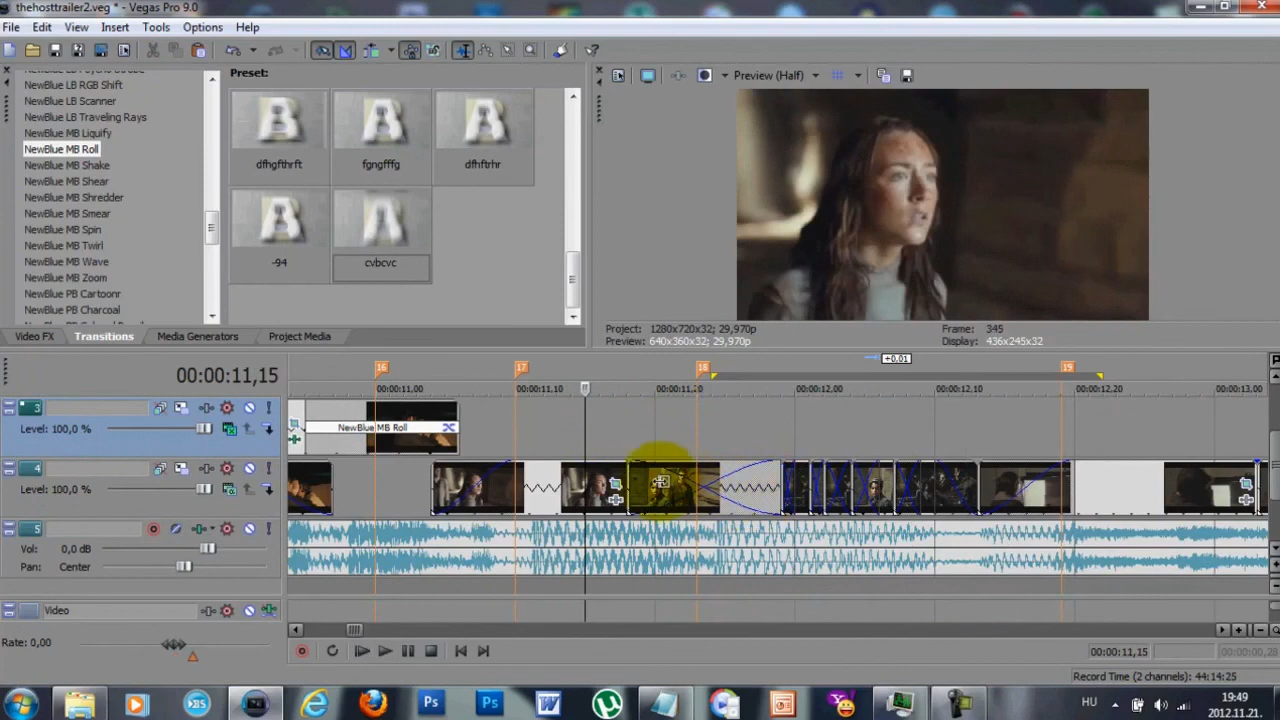 thehosttrailer2.veg * - Vegas Pro 9.0
File Edit View Insert Tools Options Help
NewBlue LB RGB Shift
NewBlue LB Scanner
NewBlue LB Traveling Rays
NewBlue MB Liquify
NewBlue MB Roll
NewBlue MB Shake
NewBlue MB Shear
NewBlue MB Shredder
NewBlue MB Smear
NewBlue MB Spin
NewBlue MB Twirl
NewBlue MB Wave
NewBlue MB Zoom
NewBlue PB Cartoonr
NewBlue PB Charcoal
Preset:
dfhgfthrft fgngfffg dfhftrhr
-94 cvbcvc
Video FX Transitions Media Generators Project Media
Preview (Half)
Project: 1280x720x32; 29,970p Frame: 345
Preview: 640x360x32; 29,970p Display: 436x245x32
+0.01
16 17 18 19
00:00:11,15
00:00:11,00 00:00:11,10 00:00:11,20 00:00:12,00 00:00:12,10 00:00:12,20 00:00:13,00
3
Level: 100,0 %
NewBlue MB Roll
4
Level: 100,0 %
5
Vol: 0,0 dB
Pan: Center
Video
Rate: 0,00
00:00:11,15 00:00:00,28
Record Time (2 channels): 44:14:25
HU
19:49
2012.11.21.